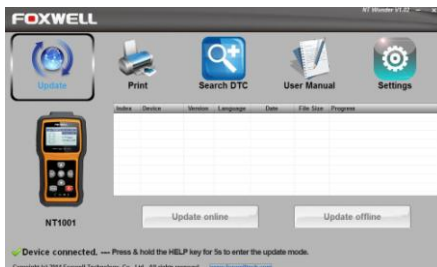 FOXWELL
NT Wonder V1.02
Update
Print
Search DTC
User Manual
Settings
Index Device Version Language Date File Size Progress
NT1001
Update online
Update offline
Device connected. --- Press & hold the HELP key for 5s to enter the update mode.